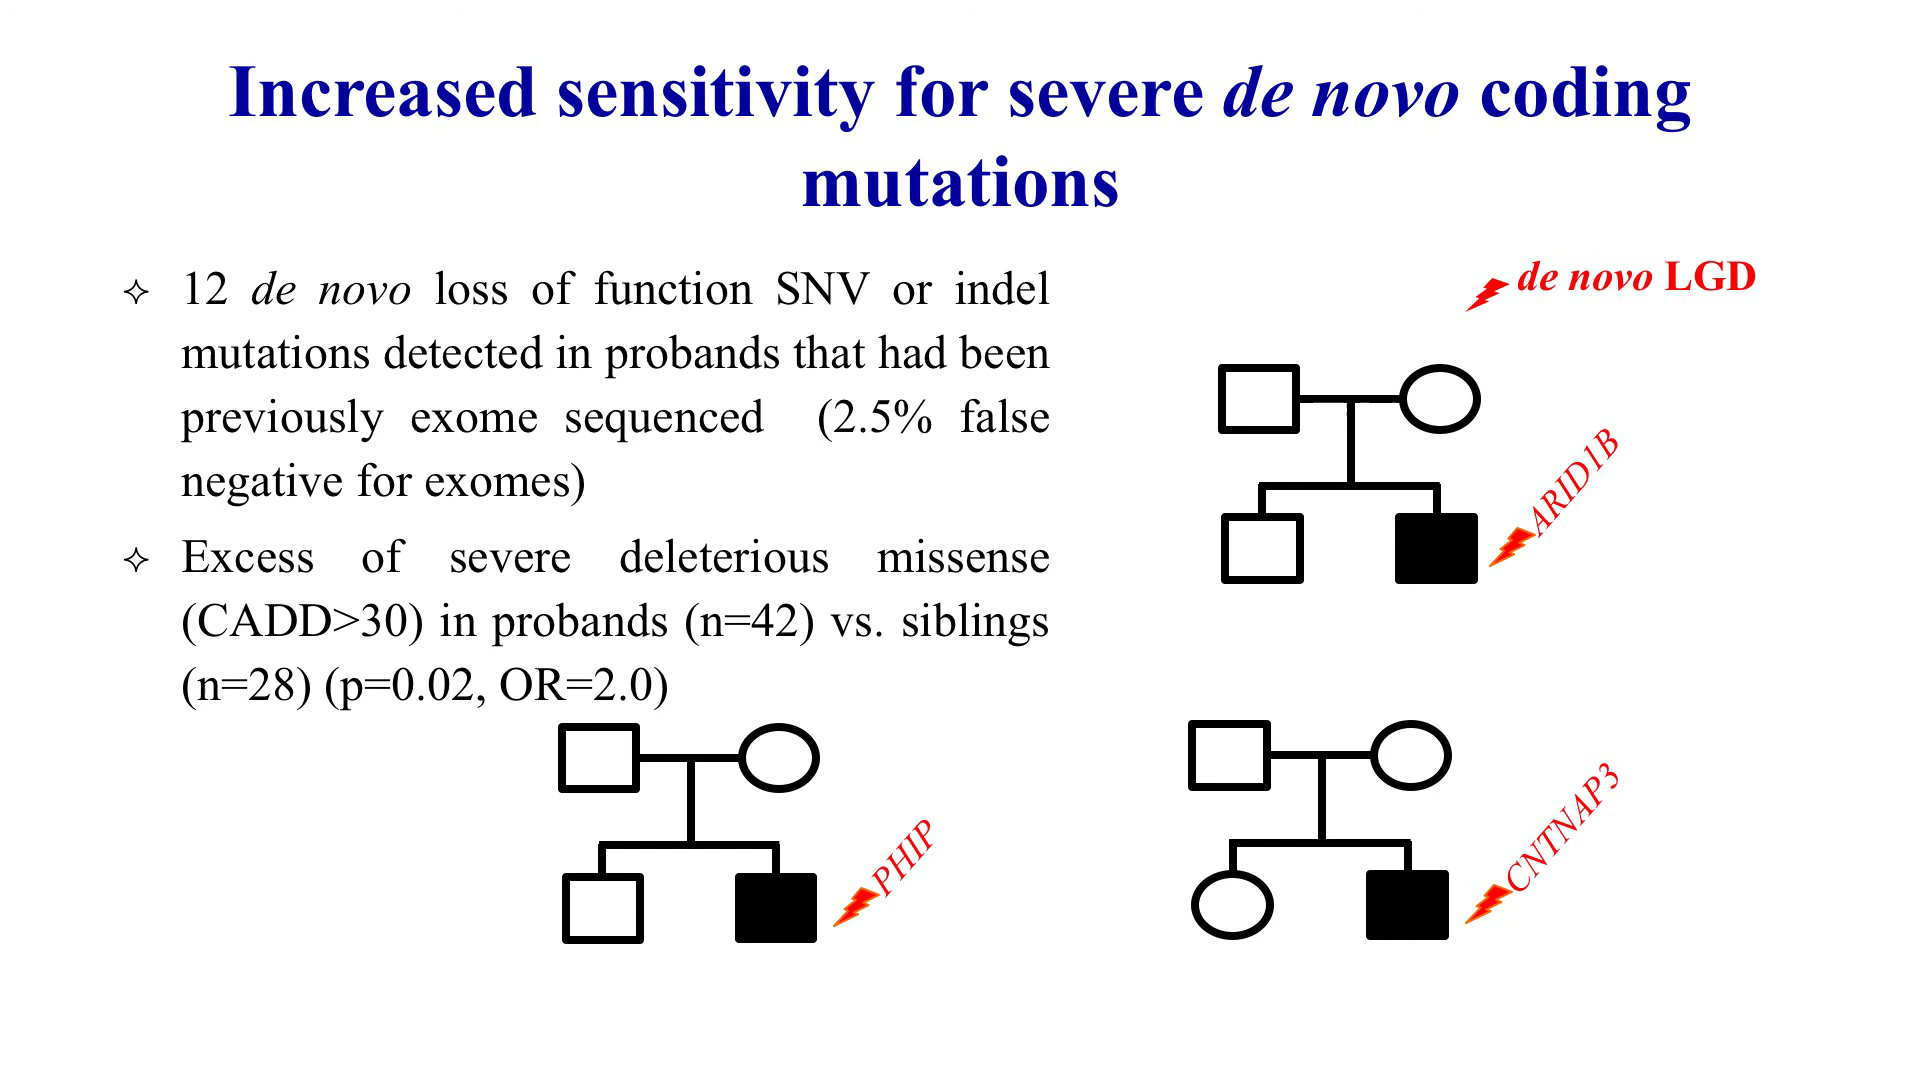 Increased sensitivity for severe de novo coding
mutations
✧ 12 de novo loss of function SNV or indel
mutations detected in probands that had been
previously exome sequenced (2.5% false
negative for exomes)
✧ Excess of severe deleterious missense
(CADD>30) in probands (n=42) vs. siblings
(n=28) (p=0.02, OR=2.0)
de novo LGD
ARID1B
PHIP
CNTNAP3